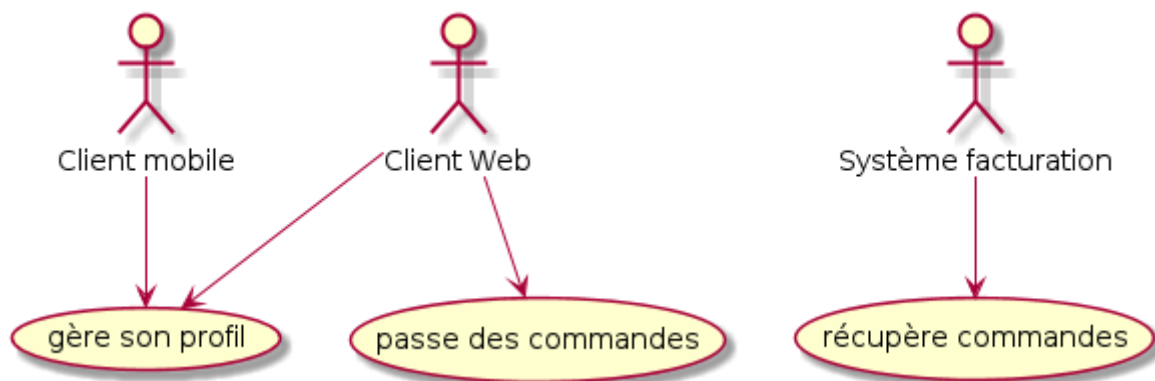 Client mobile
Client Web
Système facturation
gère son profil
passe des commandes
récupère commandes